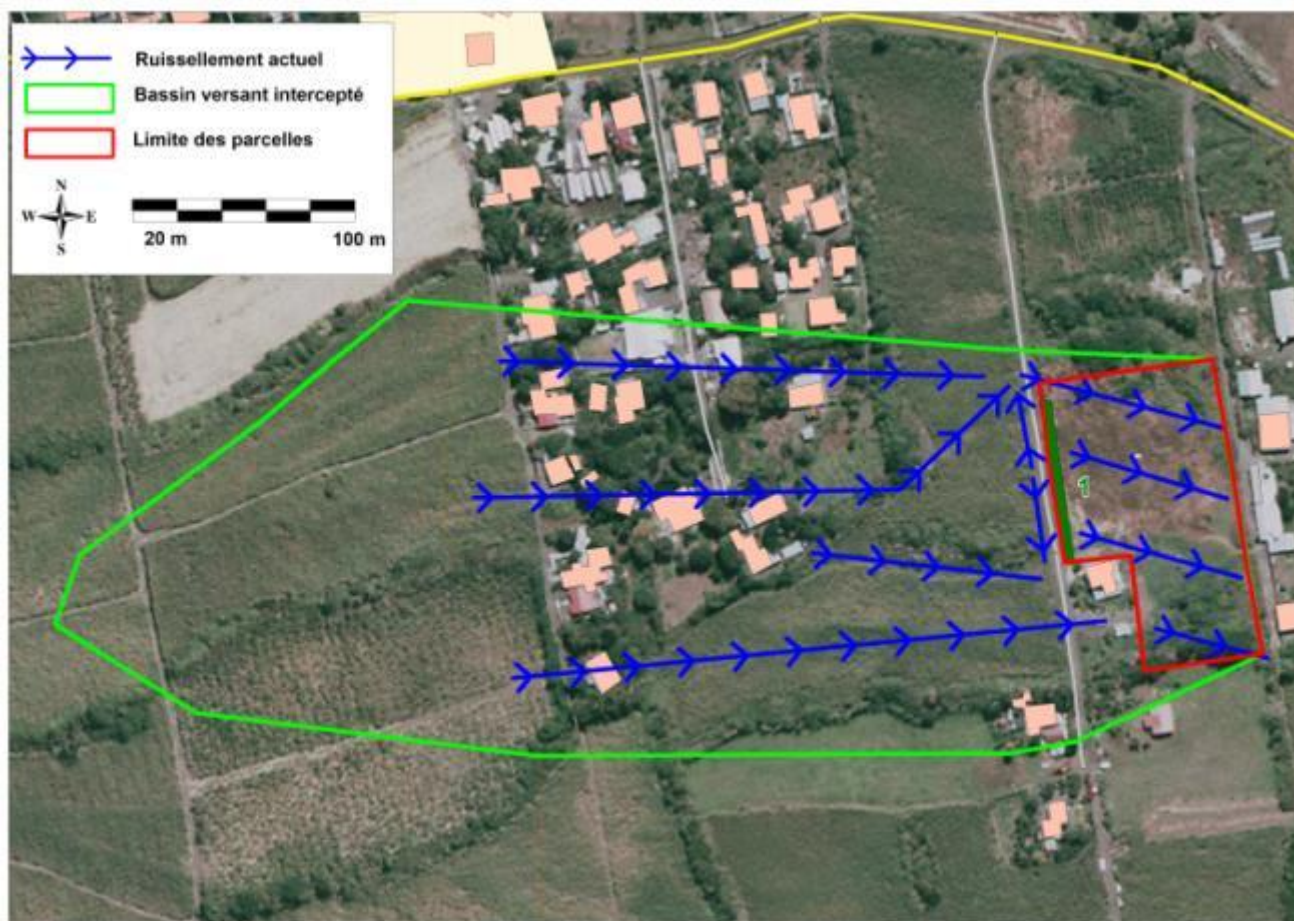 Ruissellement actuel
Bassin versant intercepté
Limite des parcelles
N
W E
S
20 m 100 m
1